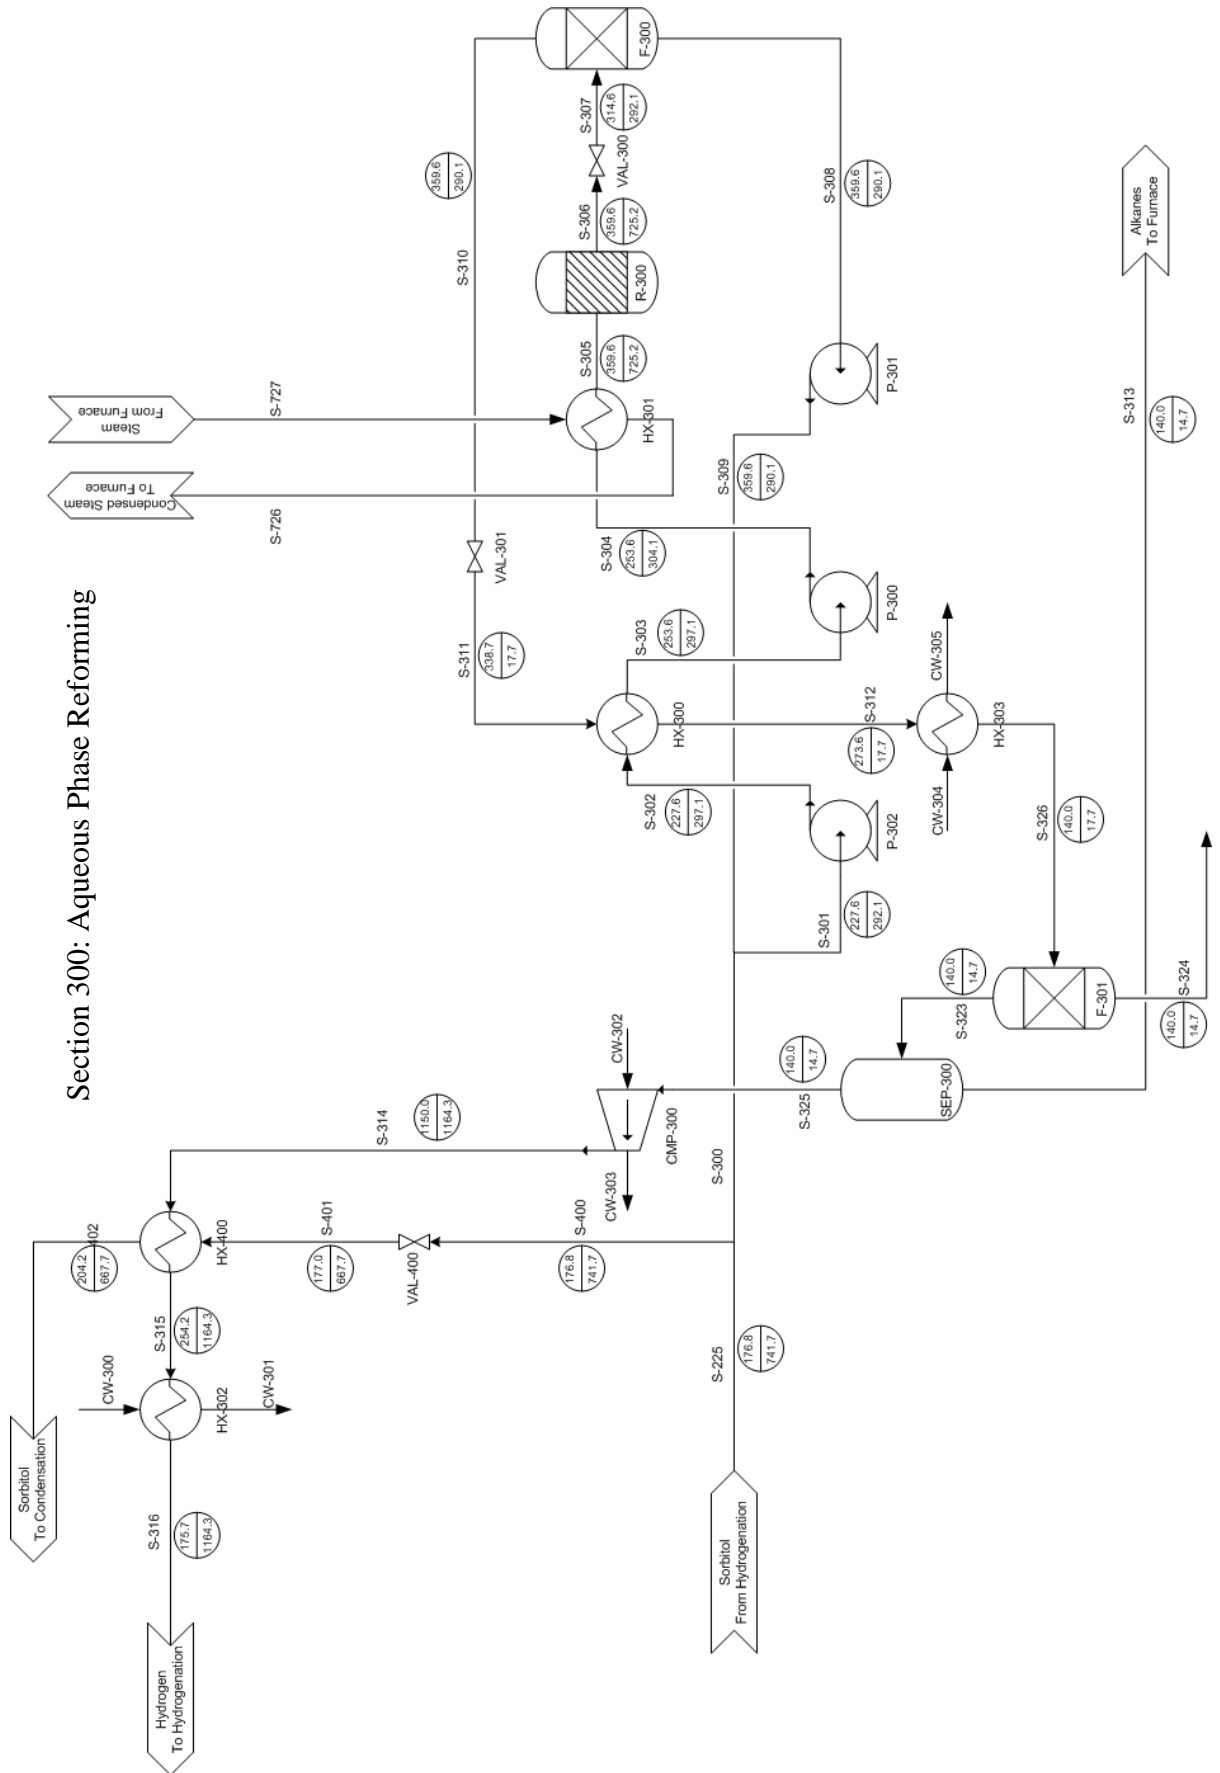 Section 300: Aqueous Phase Reforming
Sorbitol
To Condensation
Hydrogen
To Hydrogenation
S-316
175.7
1164.3
CW-300
HX-302
CW-301
S-315
254.2
1164.3
402
204.2
667.7
HX-400
S-314
1150.0
1164.3
S-401
177.0
667.7
VAL-400
S-400
176.8
741.7
CW-303
CW-302
CMP-300
Sorbitol
From Hydrogenation
S-225
176.8
741.7
S-300
S-325
140.0
14.7
SEP-300
S-323
140.0
14.7
F-301
S-324
140.0
14.7
S-301
227.6
292.1
P-302
S-302
227.6
297.1
HX-300
S-303
253.6
297.1
S-311
338.7
17.7
VAL-301
S-312
273.6
17.7
CW-304
CW-305
HX-303
S-326
140.0
17.7
P-300
S-304
253.6
304.1
S-309
359.6
290.1
P-301
S-726
Condensed Steam
To Furnace
Steam
From Furnace
S-727
HX-301
S-305
359.6
725.2
R-300
S-306
359.6
725.2
VAL-300
S-307
314.6
292.1
F-300
S-310
359.6
290.1
S-308
359.6
290.1
S-313
140.0
14.7
Alkanes
To Furnace